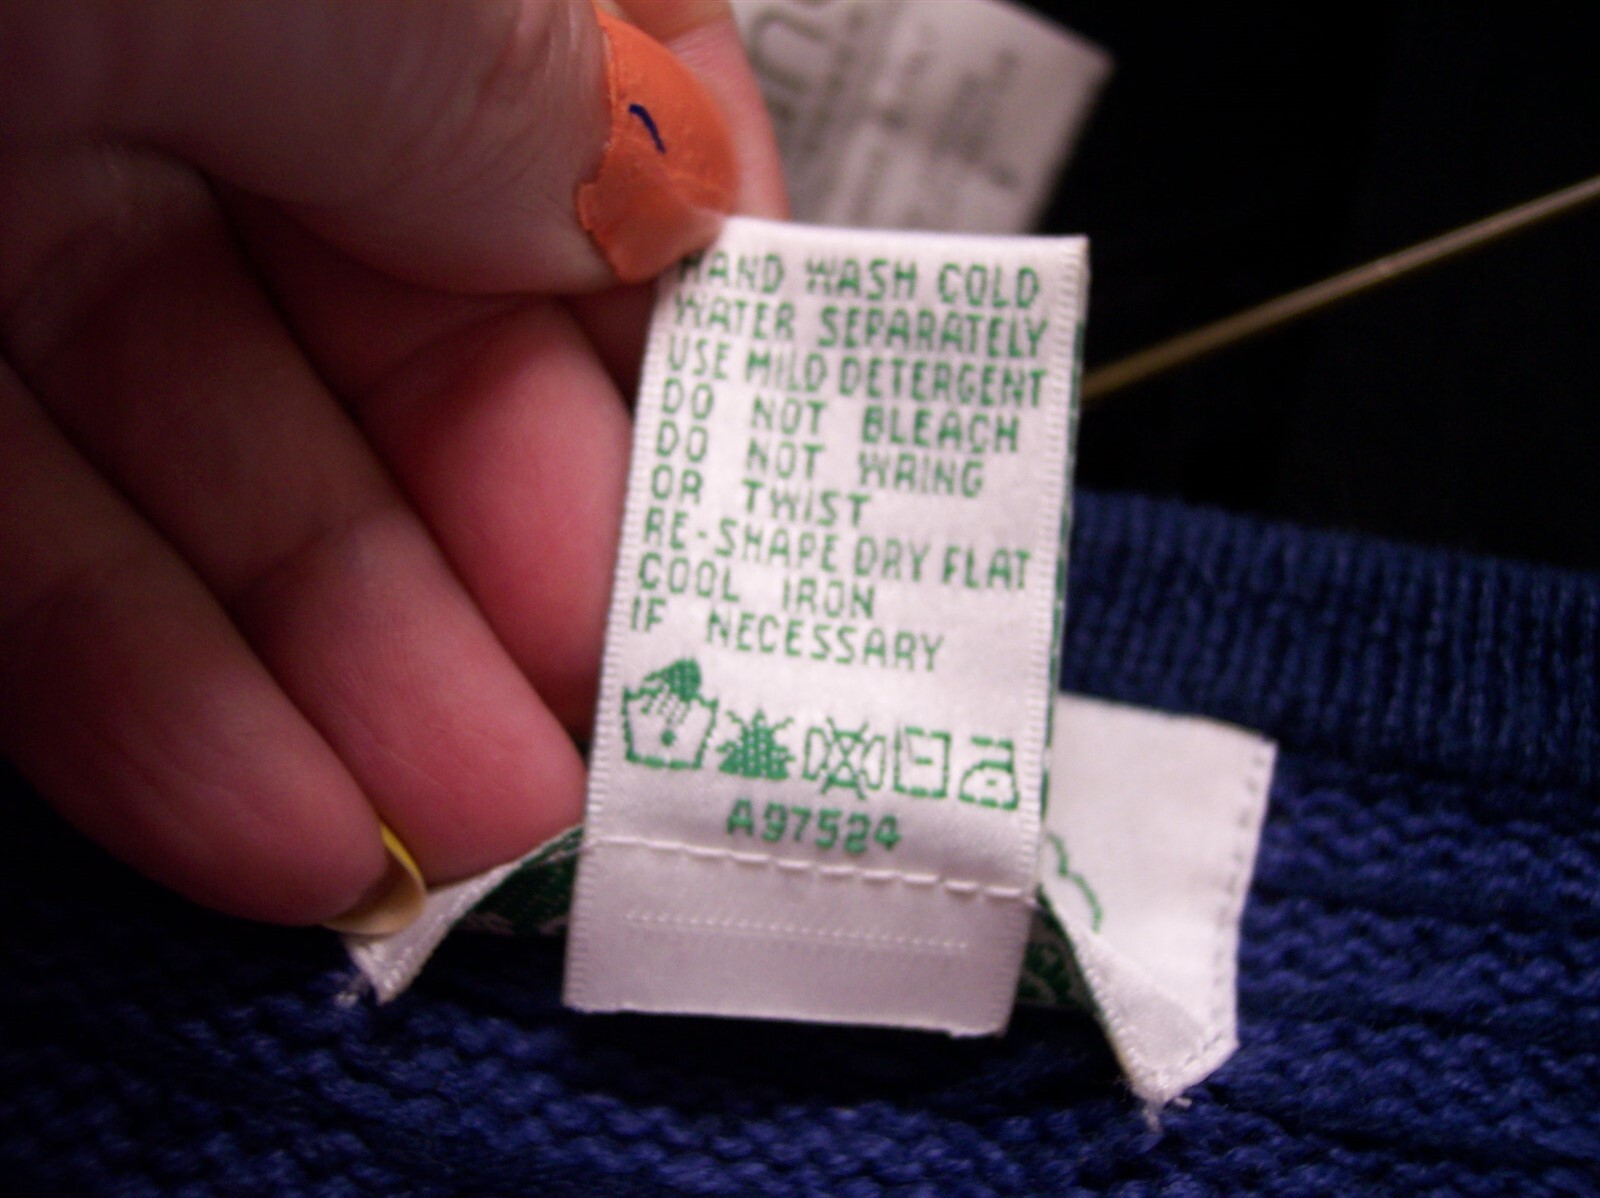 HAND WASH COLD
WATER SEPARATELY
USE MILD DETERGENT
DO NOT BLEACH
DO NOT WRING
OR TWIST
RE-SHAPE DRY FLAT
COOL IRON
IF NECESSARY
A97524